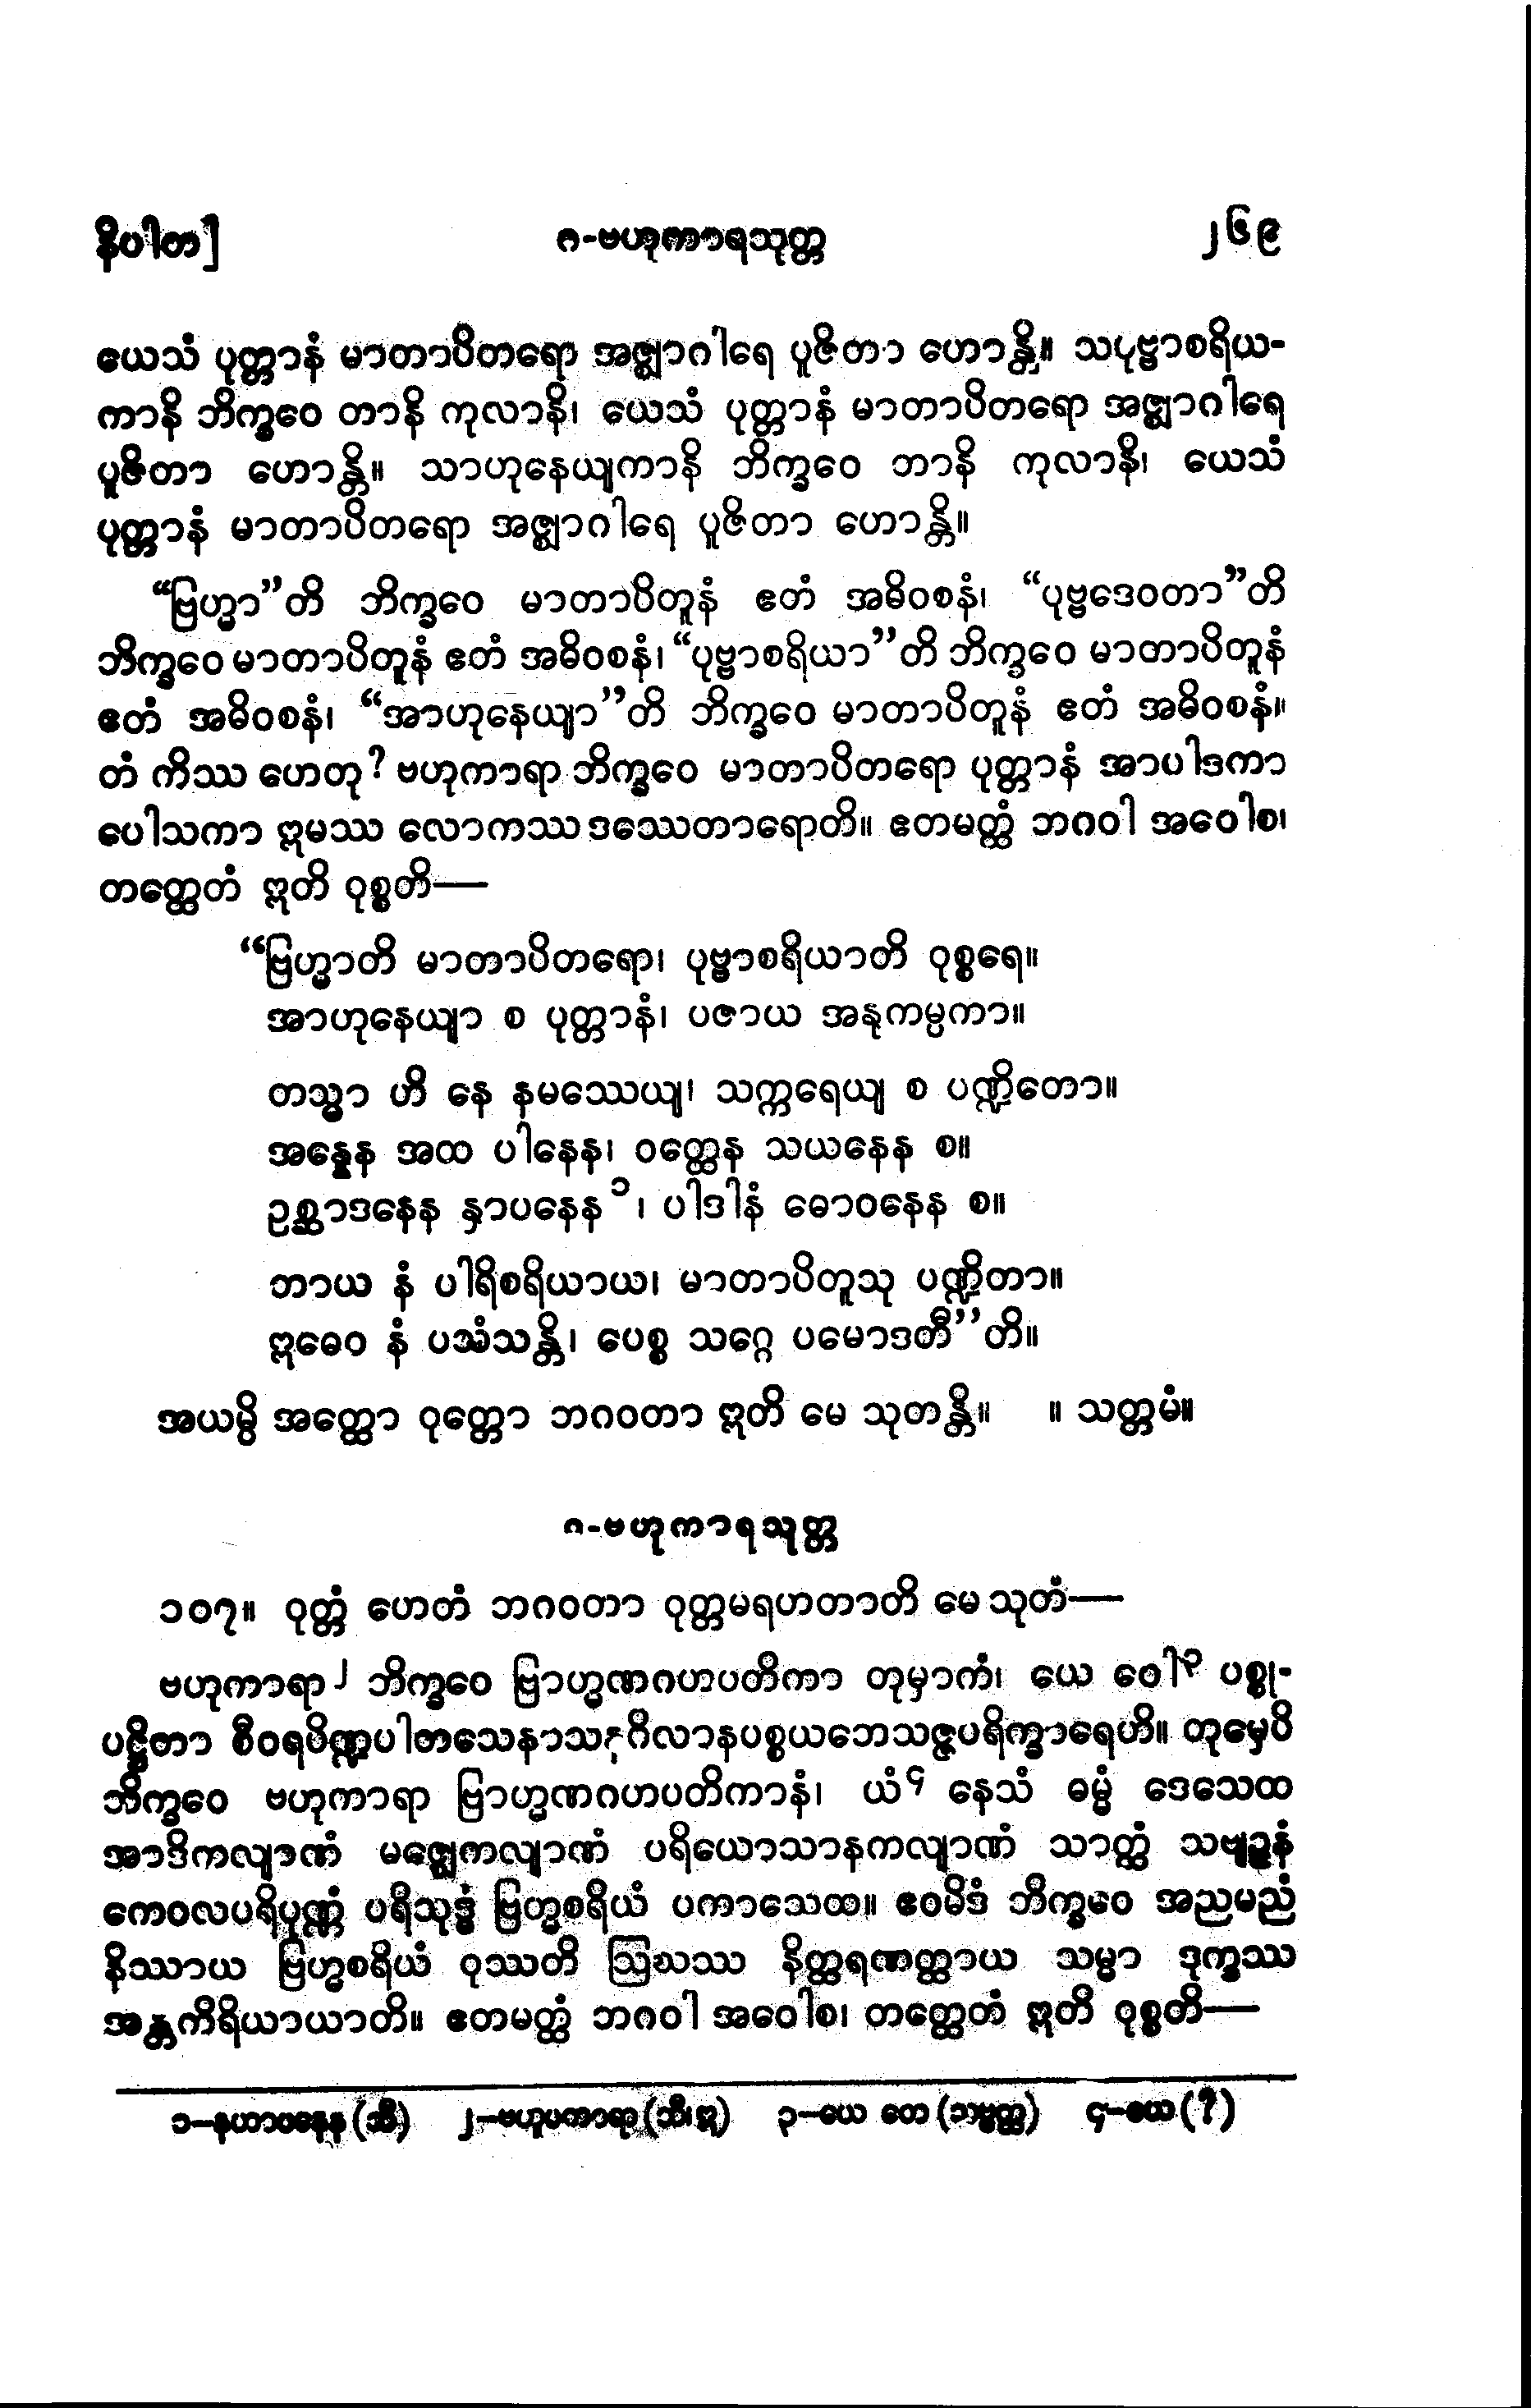 နိပါတ] ဂ-ဗဟုကာရသုတ္တ ၂၆၉
ယေသံ ပုတ္တာနံ မာတာပိတရော အဇ္ဈာဂါရေ ပူဇိတာ ဟောန္တိ။ သပုဗ္ဗာစရိယ-
ကာနိ ဘိက္ခဝေ တာနိ ကုလာနိ၊ ယေသံ ပုတ္တာနံ မာတာပိတရော အဇ္ဈာဂါရေ
ပူဇိတာ ဟောန္တိ။ သာဟုနေယျကာနိ ဘိက္ခဝေ တာနိ ကုလာနိ၊ ယေသံ
ပုတ္တာနံ မာတာပိတရော အဇ္ဈာဂါရေ ပူဇိတာ ဟောန္တိ။
“ဗြဟ္မာ”တိ ဘိက္ခဝေ မာတာပိတူနံ ဧတံ အဓိဝစနံ၊ “ပုဗ္ဗဒေဝတာ”တိ
ဘိက္ခဝေ မာတာပိတူနံ ဧတံ အဓိဝစနံ၊ “ပုဗ္ဗာစရိယာ”တိ ဘိက္ခဝေ မာတာပိတူနံ
ဧတံ အဓိဝစနံ၊ “အာဟုနေယျာ”တိ ဘိက္ခဝေ မာတာပိတူနံ ဧတံ အဓိဝစနံ။
တံ ကိဿ ဟေတု? ဗဟုကာရာ ဘိက္ခဝေ မာတာပိတရော ပုတ္တာနံ အာပါဒကာ
ပေါသကာ ဣမဿ လောကဿ ဒဿေတာရောတိ။ ဧတမတ္ထံ ဘဂဝါ အဝေါစ၊
တတ္ထေတံ ဣတိ ဝုစ္စတိ—
“ဗြဟ္မာတိ မာတာပိတရော၊ ပုဗ္ဗာစရိယာတိ ဝုစ္စရေ။
အာဟုနေယျာ စ ပုတ္တာနံ၊ ပဇာယ အနုကမ္ပကာ။
တသ္မာ ဟိ နေ နမဿေယျ၊ သက္ကရေယျ စ ပဏ္ဍိတော။
အန္နေန အထ ပါနေန၊ ဝတ္ထေန သယနေန စ။
ဥစ္ဆာဒနေန နှာပနေန၁၊ ပါဒါနံ ဓောဝနေန စ။
တာယ နံ ပါရိစရိယာယ၊ မာတာပိတူသု ပဏ္ဍိတာ။
ဣဓေဝ နံ ပသံသန္တိ၊ ပေစ္စ သဂ္ဂေ ပမောဒတီ”တိ။
အယမ္ပိ အတ္ထော ဝုတ္တော ဘဂဝတာ ဣတိ မေ သုတန္တိ။ ။ သတ္တမံ။
ဂ-ဗဟုကာရသုတ္တ
၁၀၇။ ဝုတ္တံ ဟေတံ ဘဂဝတာ ဝုတ္တမရဟတာတိ မေ သုတံ—
ဗဟုကာရာ၂ ဘိက္ခဝေ ဗြာဟ္မဏဂဟပတိကာ တုမှာကံ၊ ယေ ဝေါ၃ ပစ္စု-
ပဋ္ဌိတာ စီဝရပိဏ္ဍပါတသေနာသနဂိလာနပစ္စယဘေသဇ္ဇပရိက္ခာရေဟိ။ တုမှေပိ
ဘိက္ခဝေ ဗဟုကာရာ ဗြာဟ္မဏဂဟပတိကာနံ၊ ယံ၄ နေသံ ဓမ္မံ ဒေသေထ
အာဒိကလျာဏံ မဇ္ဈေကလျာဏံ ပရိယောသာနကလျာဏံ သာတ္ထံ သဗျဉ္ဇနံ
ကေဝလပရိပုဏ္ဏံ ပရိသုဒ္ဓံ ဗြဟ္မစရိယံ ပကာသေထ။ ဧဝမိဒံ ဘိက္ခဝေ အညမညံ
နိဿာယ ဗြဟ္မစရိယံ ဝုဿတိ ဩဃဿ နိတ္ထရဏတ္ထာယ သမ္မာ ဒုက္ခဿ
အန္တကိရိယာယာတိ။ ဧတမတ္ထံ ဘဂဝါ အဝေါစ၊ တတ္ထေတံ ဣတိ ဝုစ္စတိ—
၁—နဟာပနေန (သီ) ၂—ဗဟူပကာရာ (သီ၊ဣ) ၃—ယေ တေ (သဗ္ဗတ္ထ) ၄—ယေ (?)